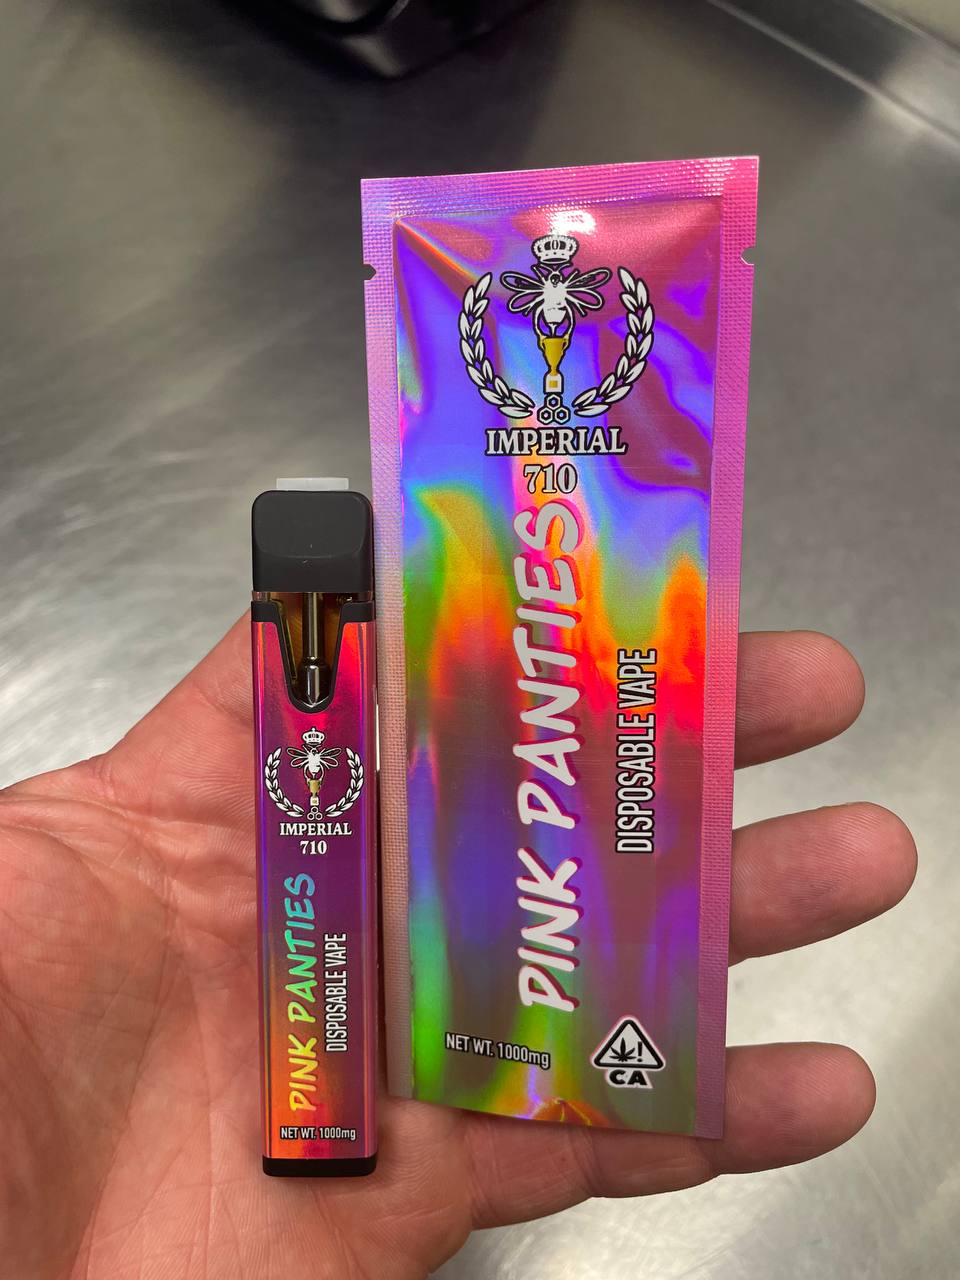 IMPERIAL
710
PINK PANTIES
DISPOSABLE VAPE
NET WT. 1000mg
CA
IMPERIAL
710
PINK PANTIES
DISPOSABLE VAPE
NET WT. 1000mg